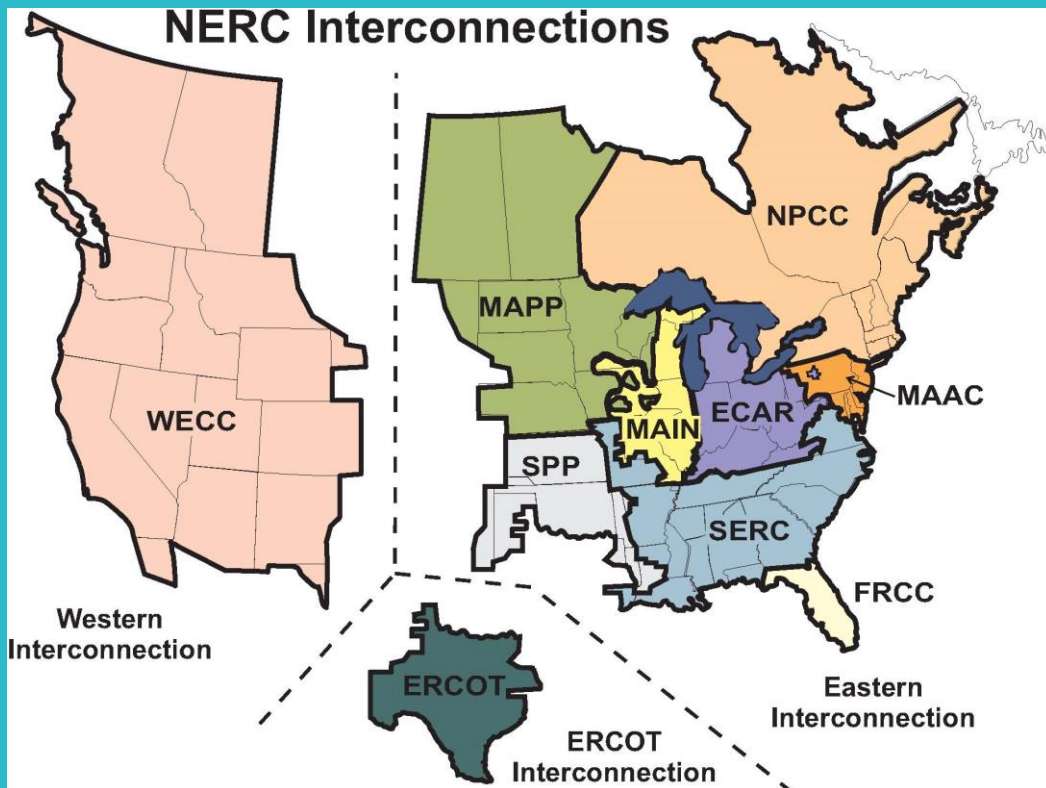 NERC Interconnections
NPCC
MAPP
MAAC
ECAR
WECC
MAIN
SPP
SERC
FRCC
Western
Interconnection
ERCOT
Eastern
Interconnection
ERCOT
Interconnection